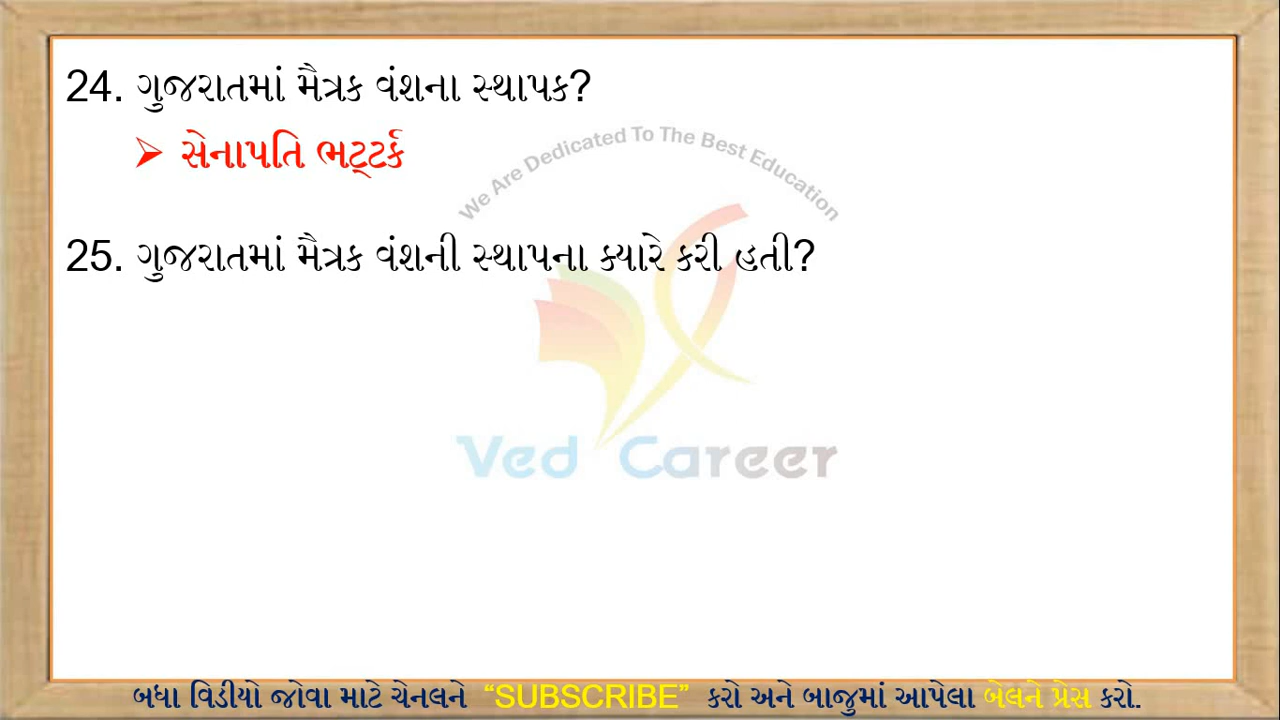 24. ગુજરાતમાં મૈત્રક વંશના સ્થાપક?
➢ સેનાપતિ ભટ્ટર્ક
We Are Dedicated To The Best Education
25. ગુજરાતમાં મૈત્રક વંશની સ્થાપના ક્યારે કરી હતી?
Ved Career
બધા વિડીયો જોવા માટે ચેનલને “SUBSCRIBE” કરો અને બાજુમાં આપેલા બેલને પ્રેસ કરો.